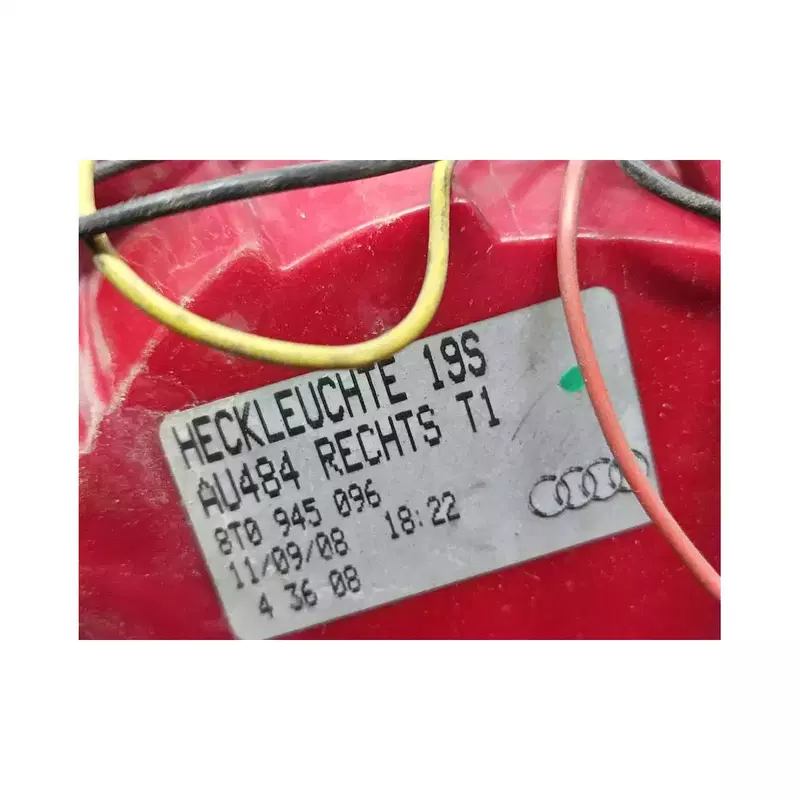 HECKLEUCHTE 19S
AU484 RECHTS T1
8T0 945 096
11/09/08 18:22
4 36 08